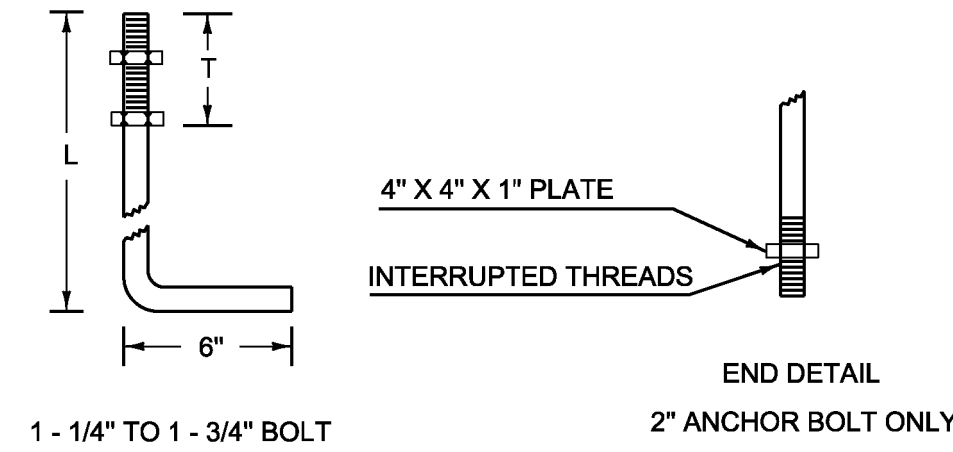 T
L
4" X 4" X 1" PLATE
INTERRUPTED THREADS
6"
END DETAIL
2" ANCHOR BOLT ONLY
1 - 1/4" TO 1 - 3/4" BOLT